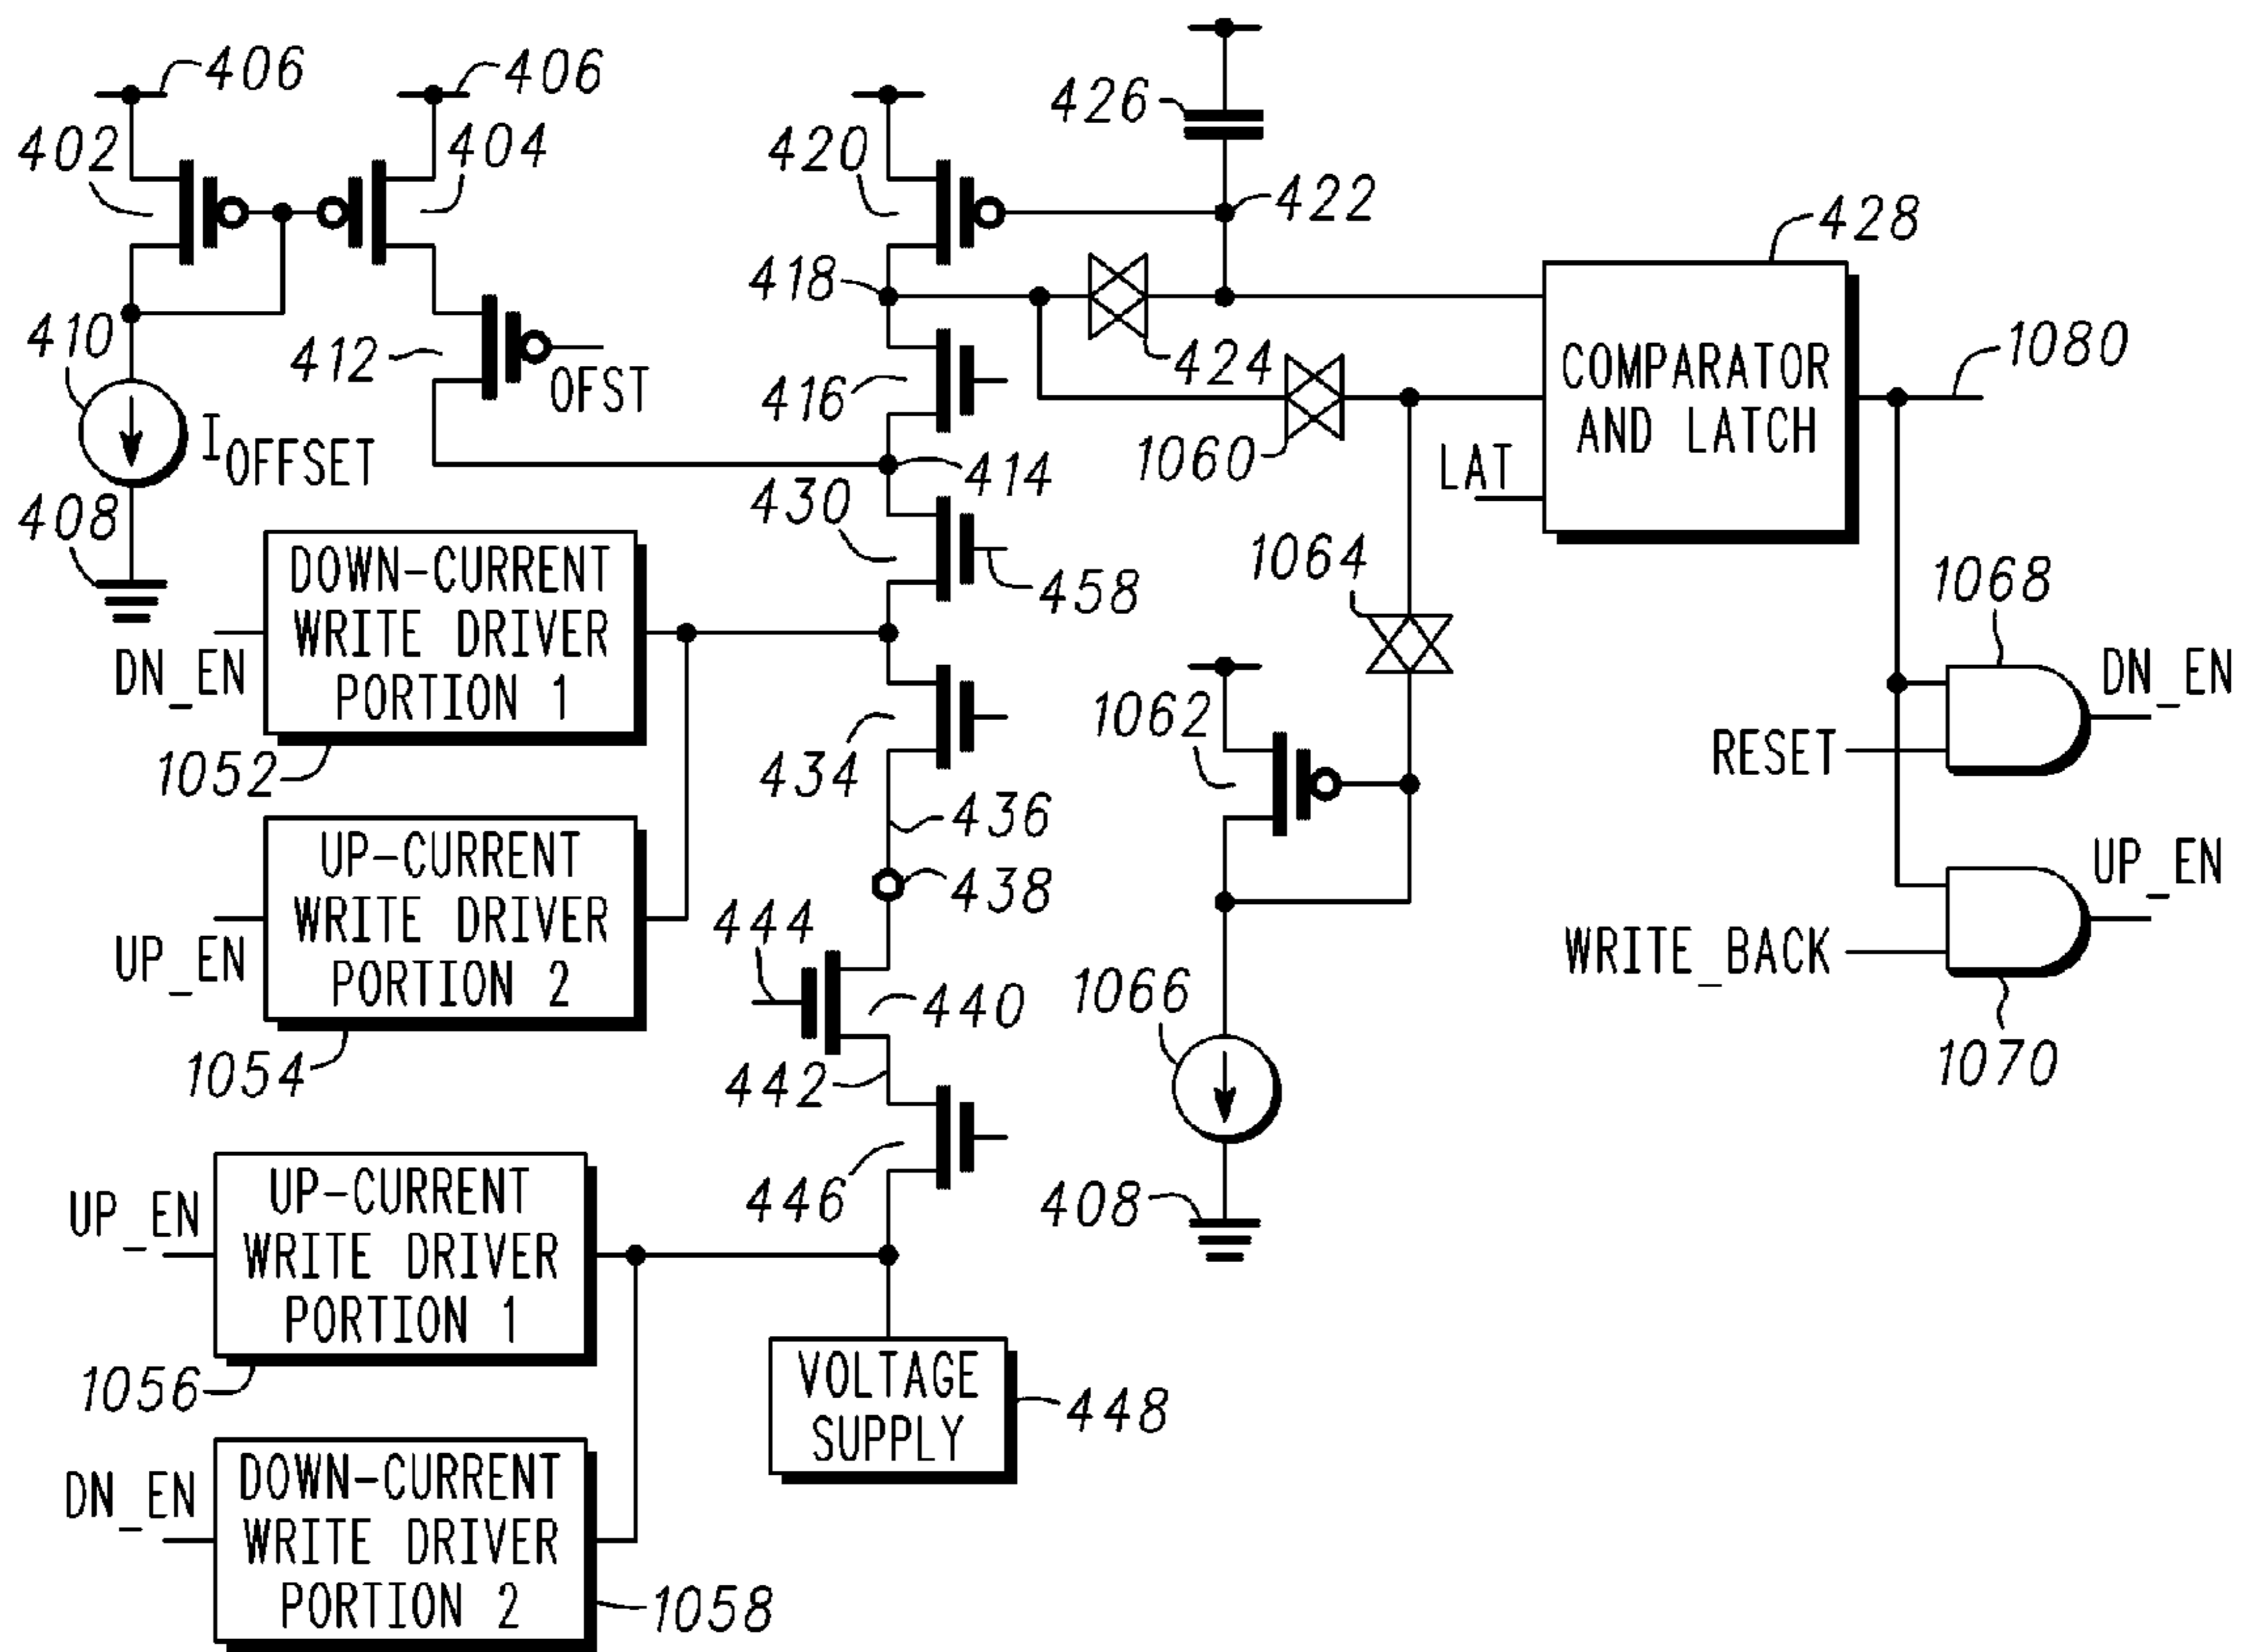 406
406
402
404
420
426
422
428
418
410
412
OFST
416
424
1060
COMPARATOR
AND LATCH
1080
I OFFSET
LAT
414
408
430
458
DOWN-CURRENT
WRITE DRIVER
PORTION 1
DN_EN
1052
434
1064
1062
1068
DN_EN
RESET
436
438
UP-CURRENT
WRITE DRIVER
PORTION 2
UP_EN
1054
444
440
442
1066
UP_EN
WRITE_BACK
1070
446
408
UP_EN
UP-CURRENT
WRITE DRIVER
PORTION 1
1056
VOLTAGE
SUPPLY
448
DN_EN
DOWN-CURRENT
WRITE DRIVER
PORTION 2
1058